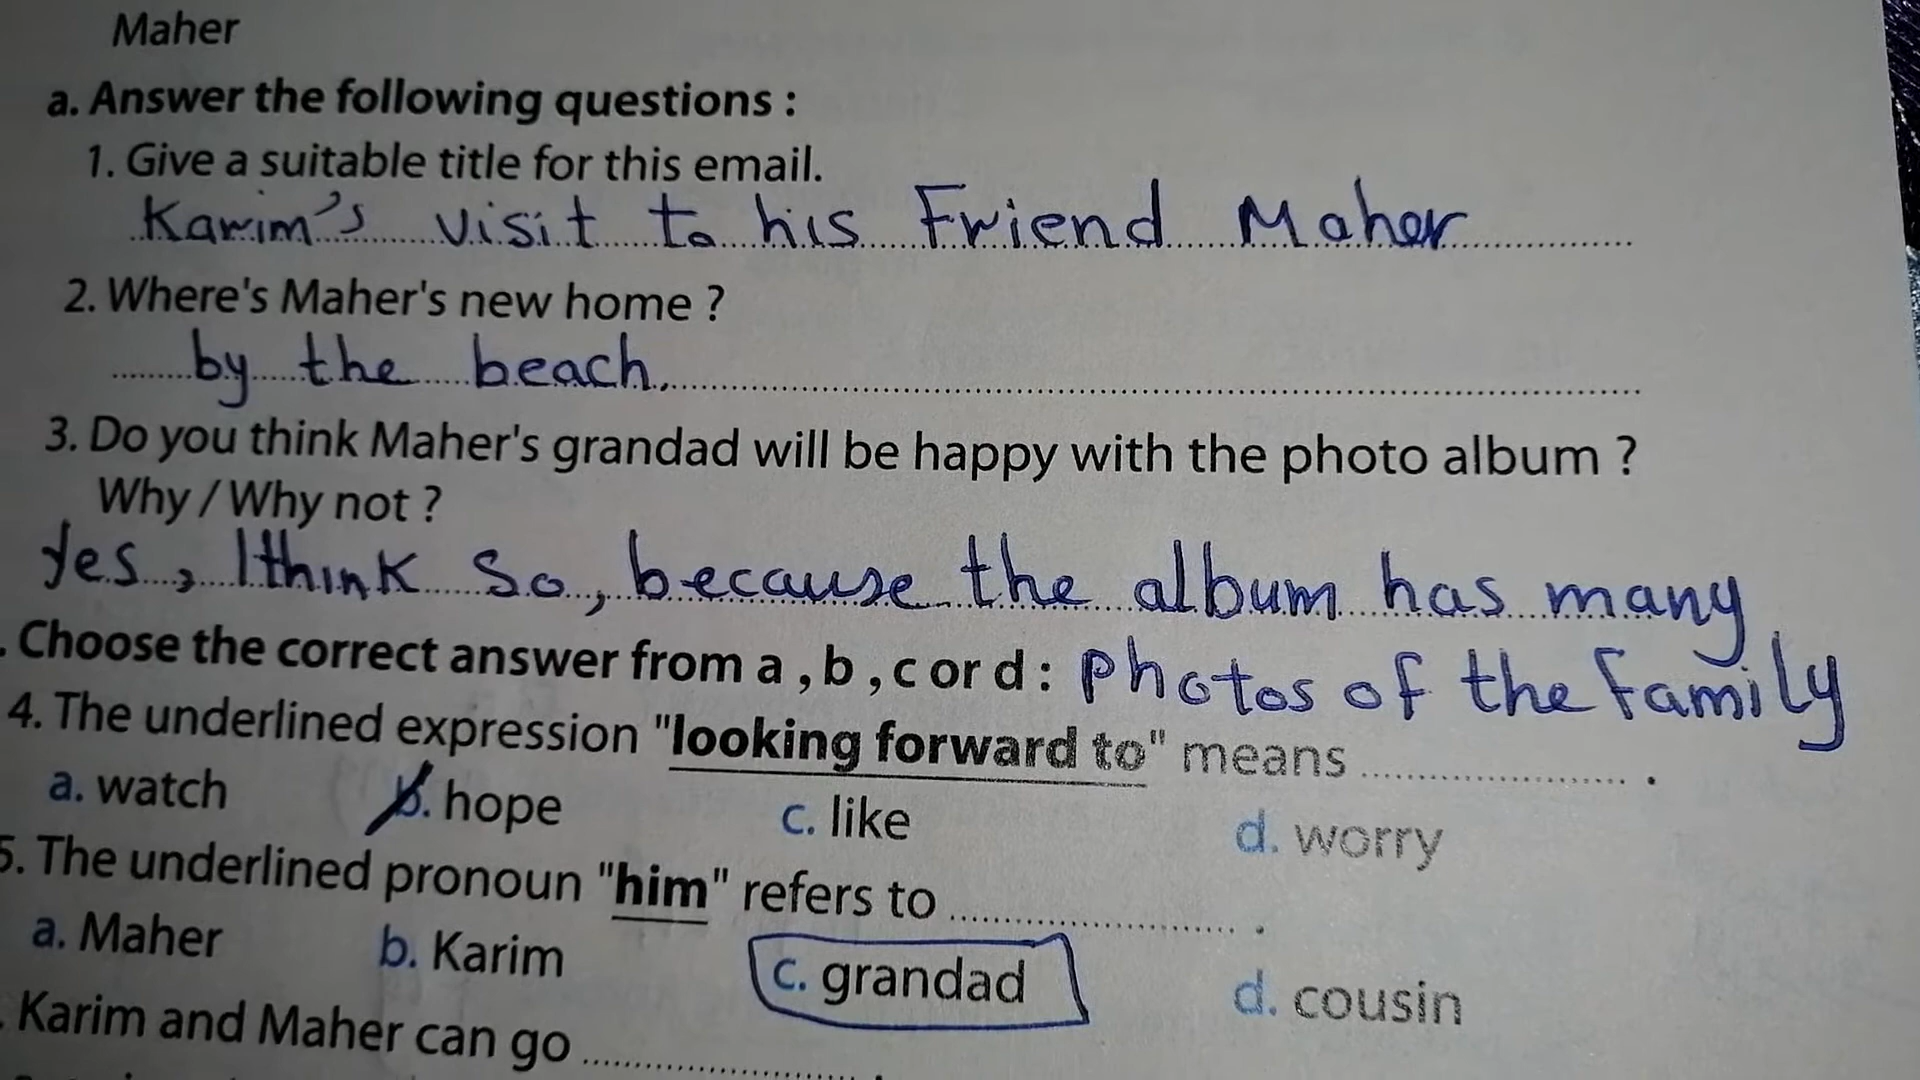 Maher
a. Answer the following questions :
1. Give a suitable title for this email.
Karim's visit to his Friend Maher
2. Where's Maher's new home ?
by the beach.
3. Do you think Maher's grandad will be happy with the photo album ?
Why / Why not ?
Yes, I think so, because the album has many
. Choose the correct answer from a , b , c or d : photos of the family
4. The underlined expression "looking forward to" means .................... .
a. watch b. hope c. like d. worry
5. The underlined pronoun "him" refers to .................... .
a. Maher b. Karim c. grandad d. cousin
. Karim and Maher can go .................... .